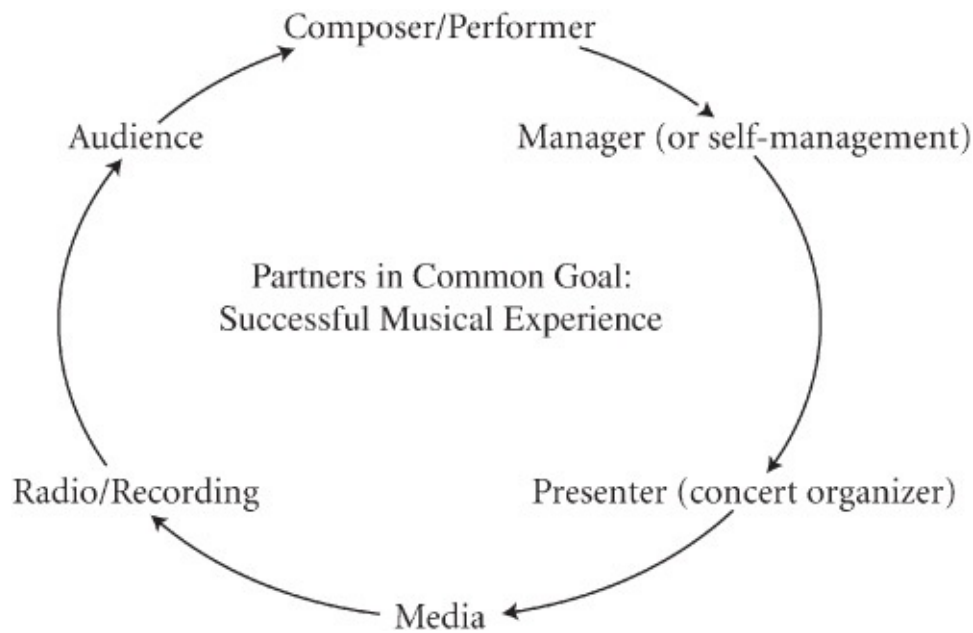 Composer/Performer
Audience
Manager (or self-management)
Partners in Common Goal:
Successful Musical Experience
Radio/Recording
Presenter (concert organizer)
Media